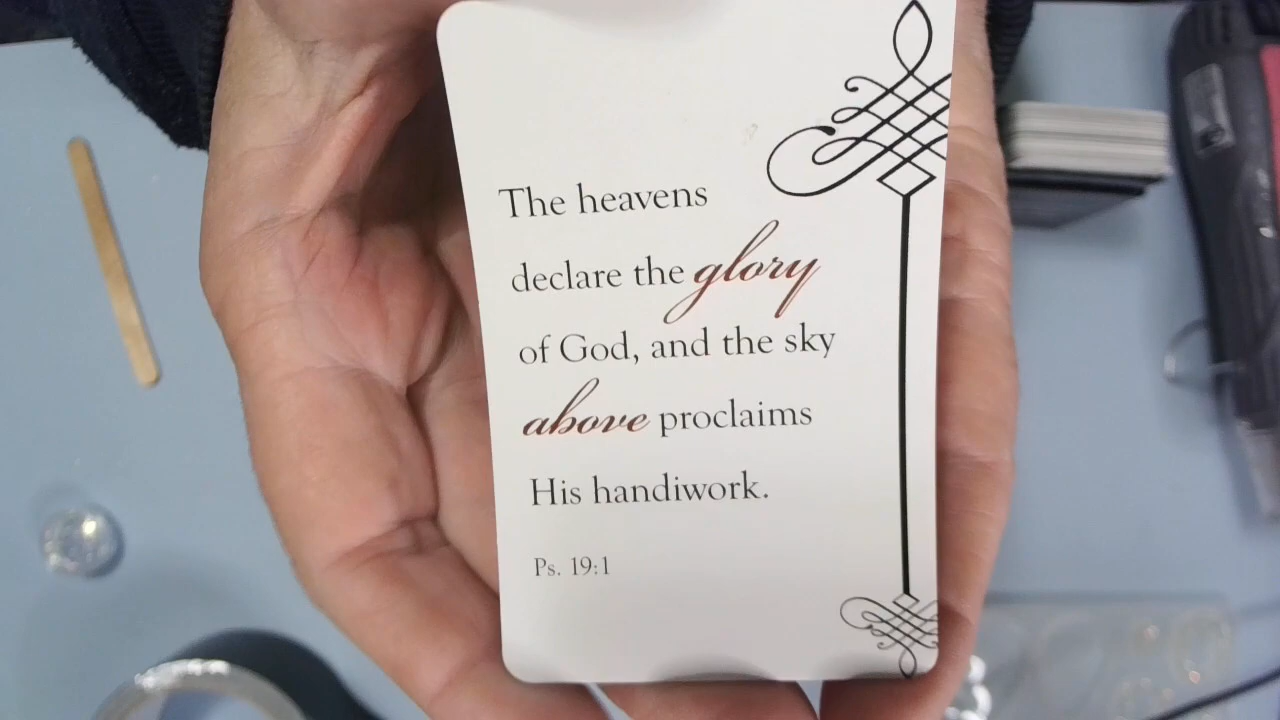 The heavens
declare the glory
of God, and the sky
above proclaims
His handiwork.
Ps. 19:1